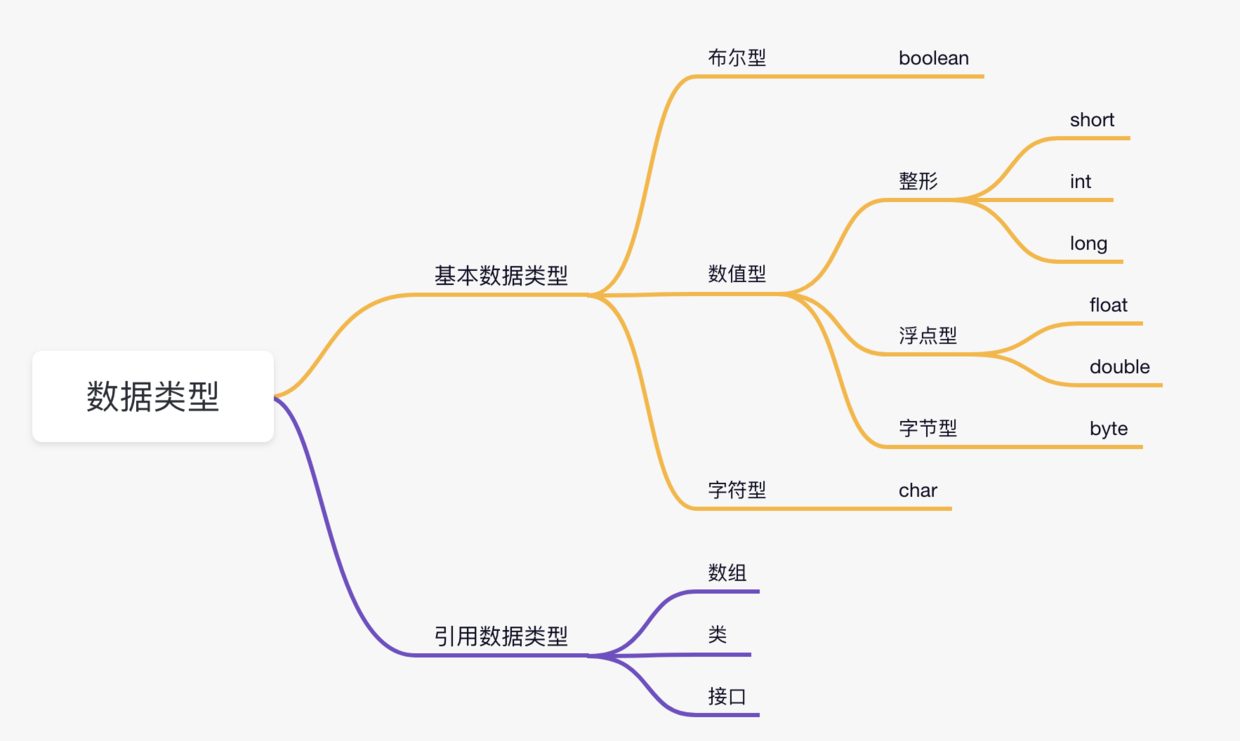 数据类型
基本数据类型
布尔型
boolean
数值型
整形
short
int
long
浮点型
float
double
字节型
byte
字符型
char
引用数据类型
数组
类
接口